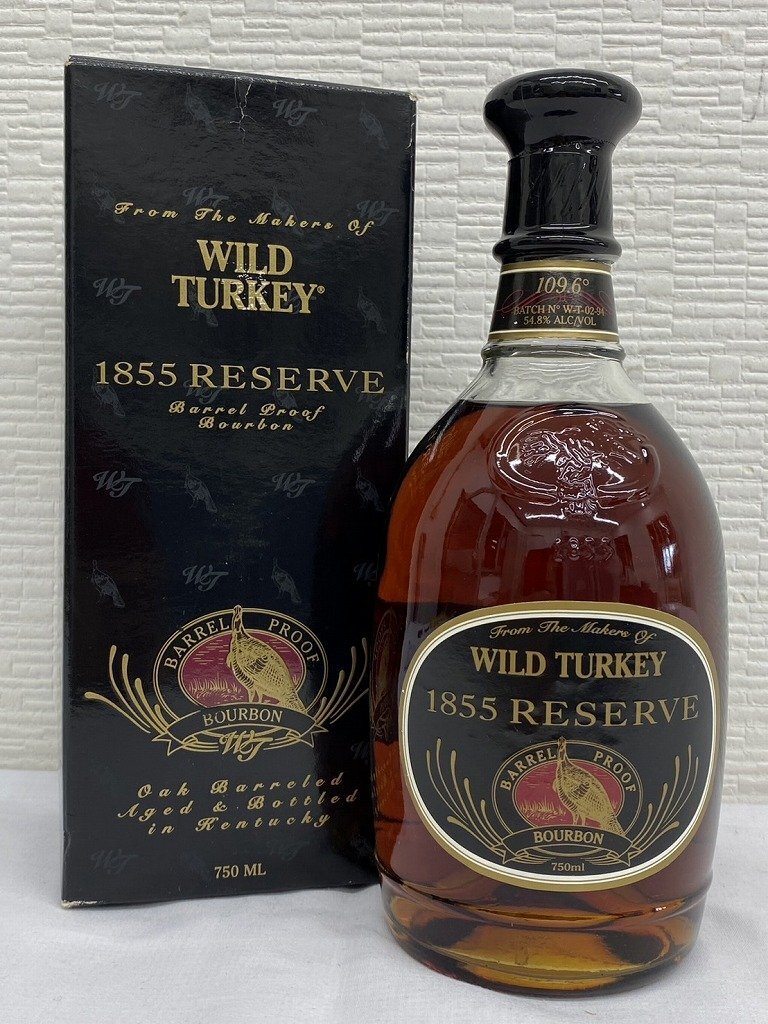 From The Makers Of
WILD
TURKEY®
1855 RESERVE
Barrel Proof
Bourbon
BARREL PROOF
BOURBON
WT
Oak Barreled
Aged & Bottled
in Kentucky
750 ML
109.6°
BATCH Nº W-T-02-94
54.8% ALC/VOL
1855
From The Makers Of
WILD TURKEY
1855 RESERVE
BARREL PROOF
BOURBON
750ml